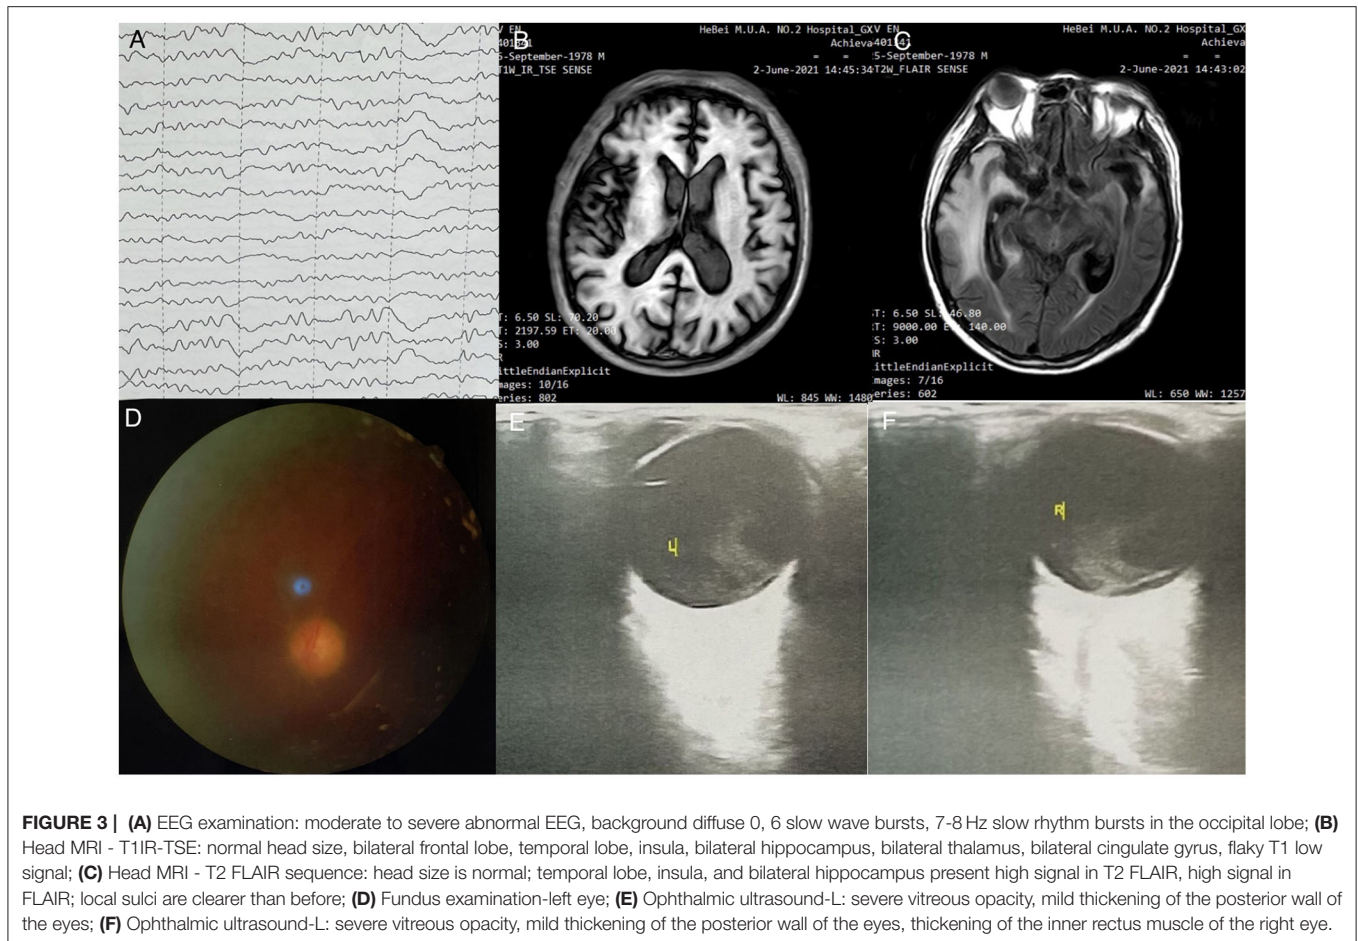 A
B
C
/ EN
HeBei M.U.A. NO.2 Hospital_GX
401341
Achieva
5-September-1978 M
= =
T1W_IR_TSE SENSE
2-June-2021 14:45:34
XV EN
HeBei M.U.A. NO.2 Hospital_GX
401341
Achieva
5-September-1978 M
= =
T2W_FLAIR SENSE
2-June-2021 14:43:02
T: 6.50 SL: 70.20
T: 2197.59 ET: 20.00
S: 3.00
R
ittleEndianExplicit
mages: 10/16
eries: 802
WL: 845 WW: 1480
T: 6.50 SL: 46.80
T: 9000.00 E 140.00
S: 3.00
IR
ittleEndianExplicit
mages: 7/16
eries: 602
WL: 650 WW: 1257
D
E
F
L
R
FIGURE 3 | (A) EEG examination: moderate to severe abnormal EEG, background diffuse 0, 6 slow wave bursts, 7-8 Hz slow rhythm bursts in the occipital lobe; (B)
Head MRI - T1IR-TSE: normal head size, bilateral frontal lobe, temporal lobe, insula, bilateral hippocampus, bilateral thalamus, bilateral cingulate gyrus, flaky T1 low
signal; (C) Head MRI - T2 FLAIR sequence: head size is normal; temporal lobe, insula, and bilateral hippocampus present high signal in T2 FLAIR, high signal in
FLAIR; local sulci are clearer than before; (D) Fundus examination-left eye; (E) Ophthalmic ultrasound-L: severe vitreous opacity, mild thickening of the posterior wall of
the eyes; (F) Ophthalmic ultrasound-L: severe vitreous opacity, mild thickening of the posterior wall of the eyes, thickening of the inner rectus muscle of the right eye.